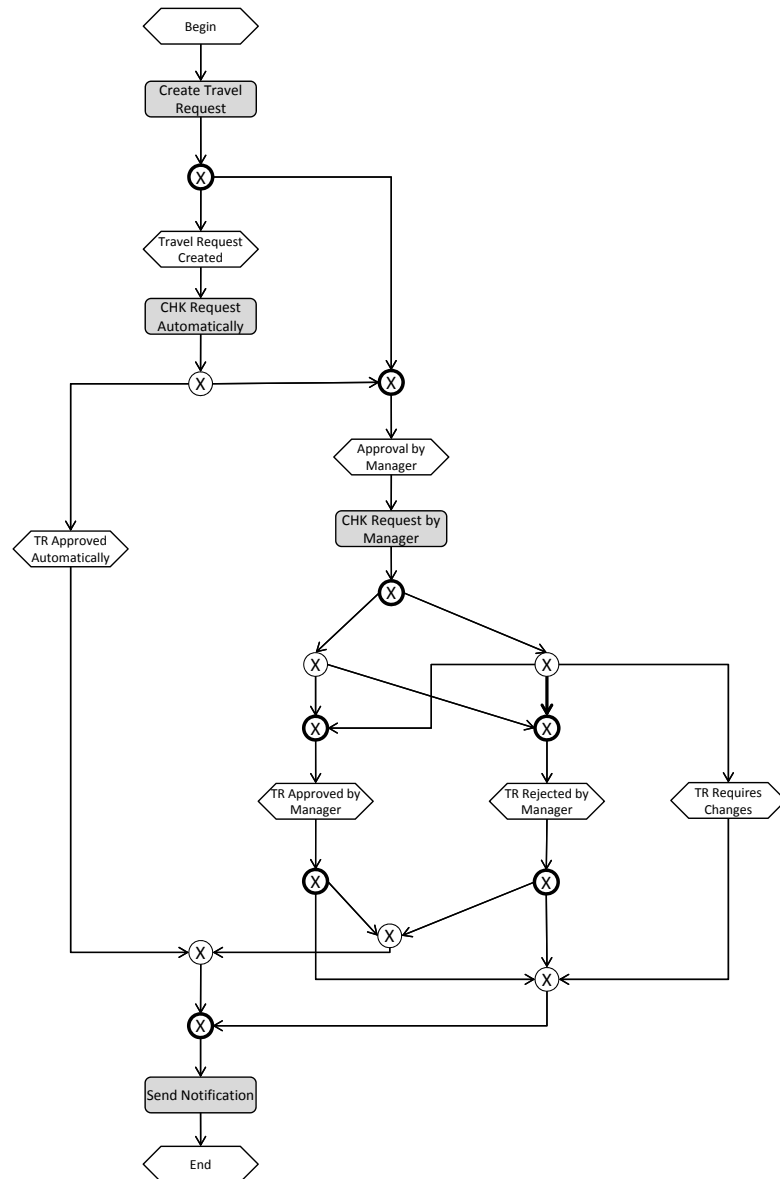 Begin
Create Travel
Request
X
Travel Request
Created
CHK Request
Automatically
X
X
Approval by
Manager
CHK Request by
Manager
TR Approved
Automatically
X
X
X
X
X
TR Approved by
Manager
TR Rejected by
Manager
TR Requires
Changes
X
X
X
X
X
X
Send Notification
End